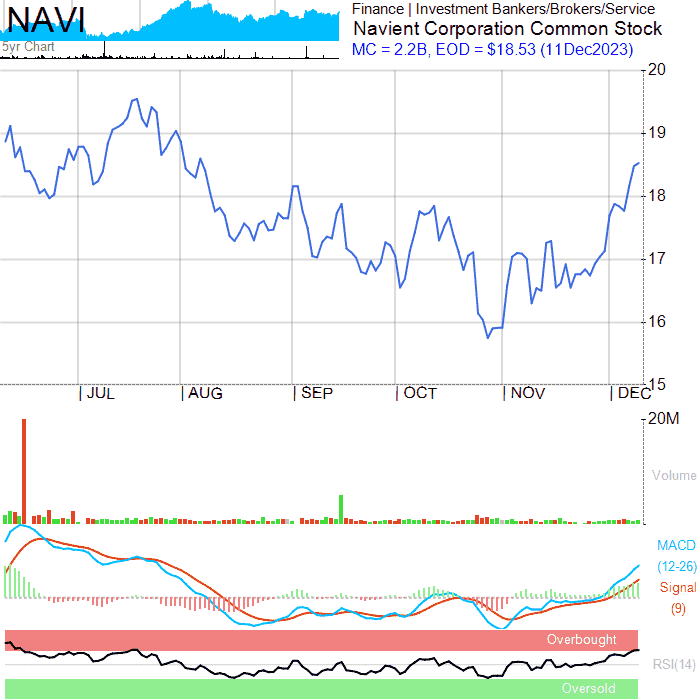 NAVI
5yr Chart
Finance | Investment Bankers/Brokers/Service
Navient Corporation Common Stock
MC = 2.2B, EOD = $18.53 (11Dec2023)
20
19
18
17
16
15
JUL AUG SEP OCT NOV DEC
20M
Volume
MACD
(12-26)
Signal
(9)
Overbought
RSI(14)
Oversold